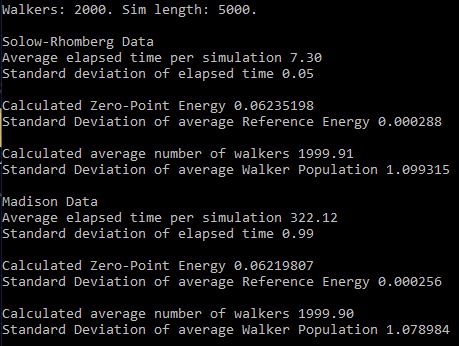 Walkers: 2000. Sim length: 5000.
Solow-Rhomberg Data
Average elapsed time per simulation 7.30
Standard deviation of elapsed time 0.05
Calculated Zero-Point Energy 0.06235198
Standard Deviation of average Reference Energy 0.000288
Calculated average number of walkers 1999.91
Standard Deviation of average Walker Population 1.099315
Madison Data
Average elapsed time per simulation 322.12
Standard deviation of elapsed time 0.99
Calculated Zero-Point Energy 0.06219807
Standard Deviation of average Reference Energy 0.000256
Calculated average number of walkers 1999.90
Standard Deviation of average Walker Population 1.078984